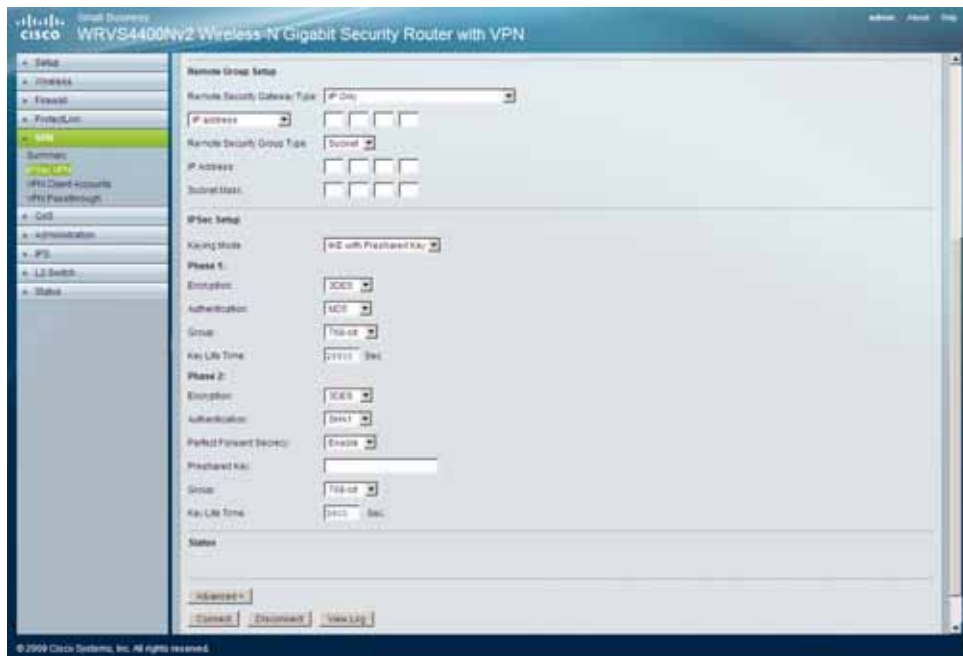 Small Business
cisco WRVS4400Nv2 Wireless-N Gigabit Security Router with VPN
admin About Help
Setup
Wireless
Firewall
ProtectLink
VPN
Summary
IPSec VPN
VPN Client Accounts
VPN Passthrough
QoS
Administration
IPS
L2 Switch
Status
Remote Group Setup
Remote Security Gateway Type: IP Only
IP address
Remote Security Group Type: Subnet
IP Address:
Subnet Mask:
IPSec Setup
Keying Mode: IKE with Preshared Key
Phase 1:
Encryption: 3DES
Authentication: MD5
Group: 768-bit
Key Life Time: Sec.
Phase 2:
Encryption: 3DES
Authentication: SHA1
Perfect Forward Secrecy: Enable
Preshared Key:
Group: 768-bit
Key Life Time: Sec.
Status
Advanced +
Connect Disconnect View Log
© 2009 Cisco Systems, Inc. All rights reserved.